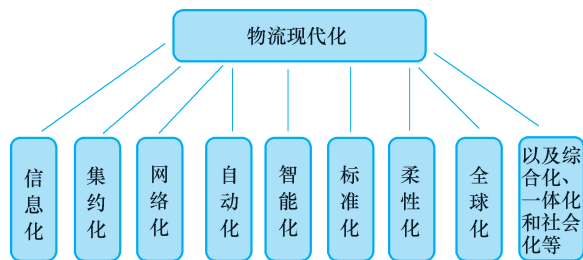 物流现代化
信息化
集约化
网络化
自动化
智能化
标准化
柔性化
全球化
以及综
合化、
一体化
和社会
化等